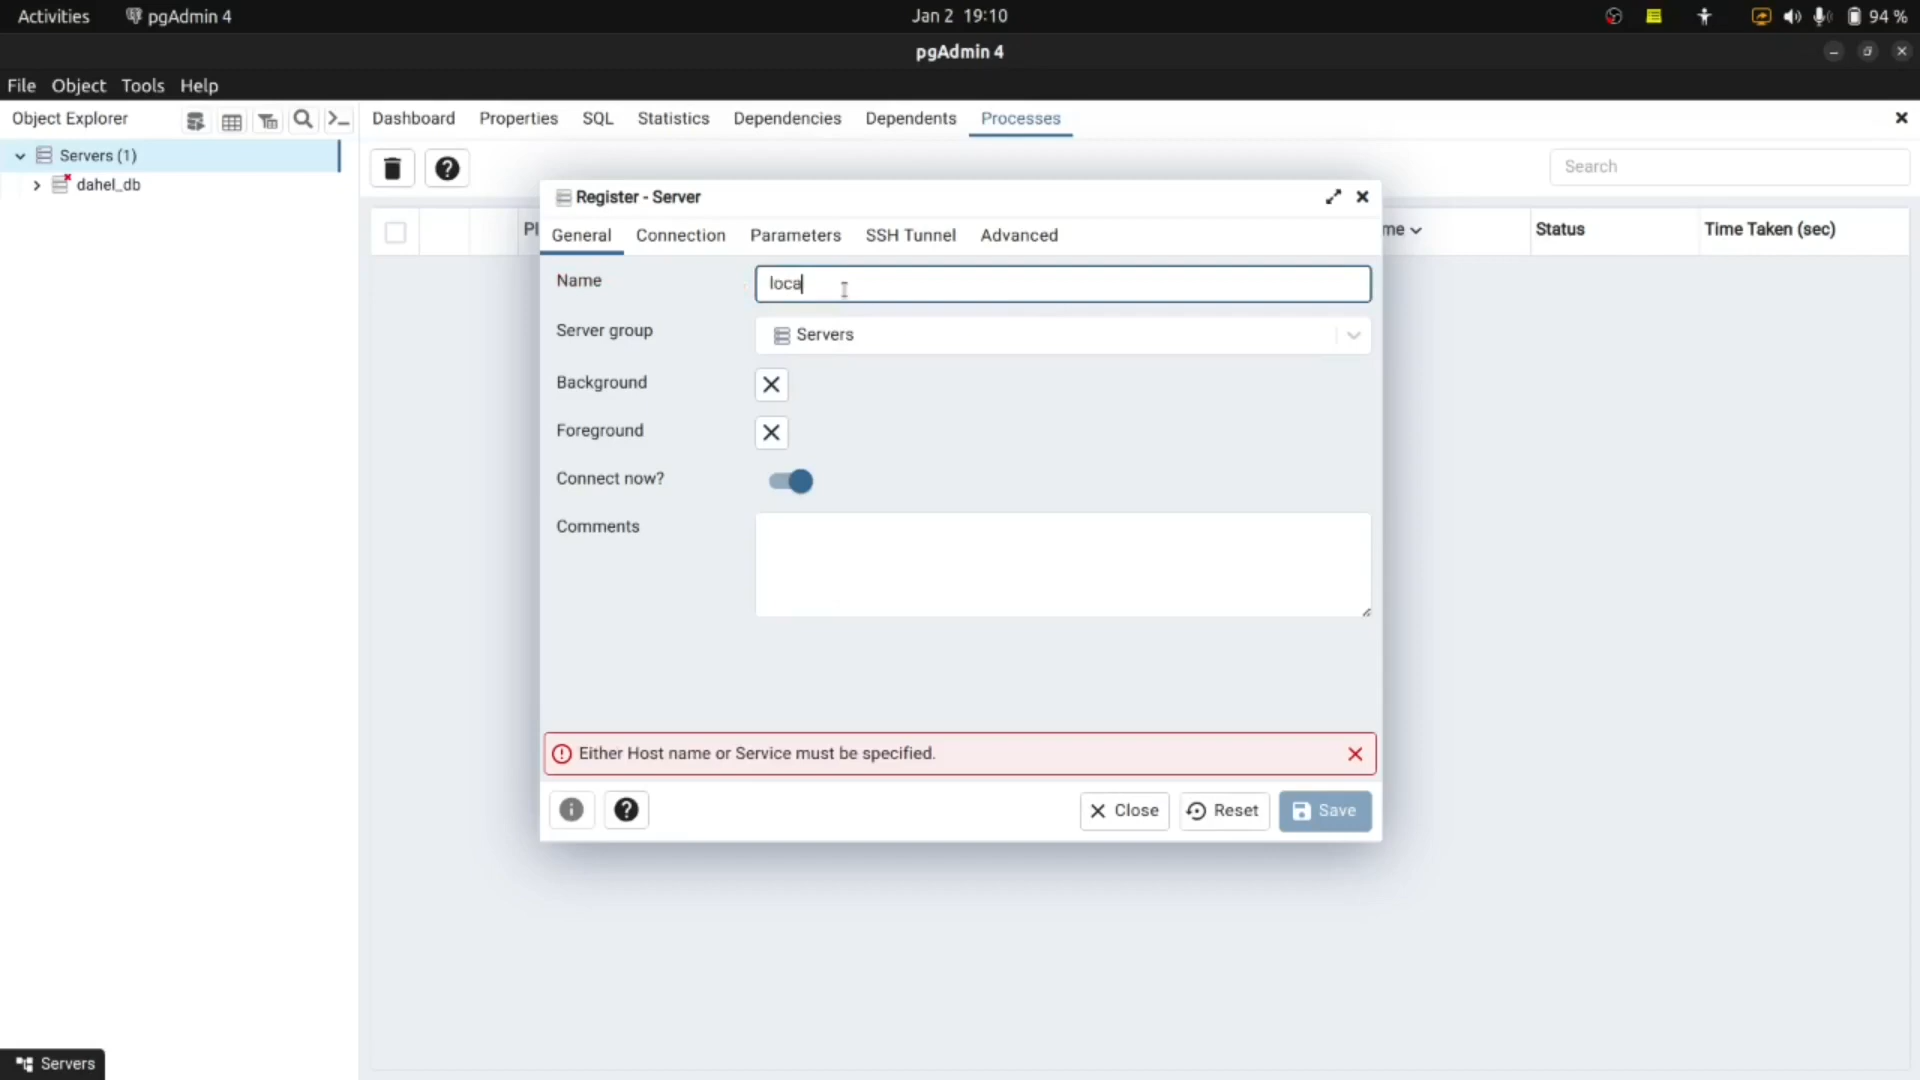 Activities pgAdmin 4 Jan 2 19:10 94 %
pgAdmin 4
File Object Tools Help
Object Explorer Dashboard Properties SQL Statistics Dependencies Dependents Processes
Servers (1)
dahel_db
Search
Register - Server
General Connection Parameters SSH Tunnel Advanced
Pl me Status Time Taken (sec)
Name loca
Server group Servers
Background
Foreground
Connect now?
Comments
Either Host name or Service must be specified.
Close Reset Save
Servers